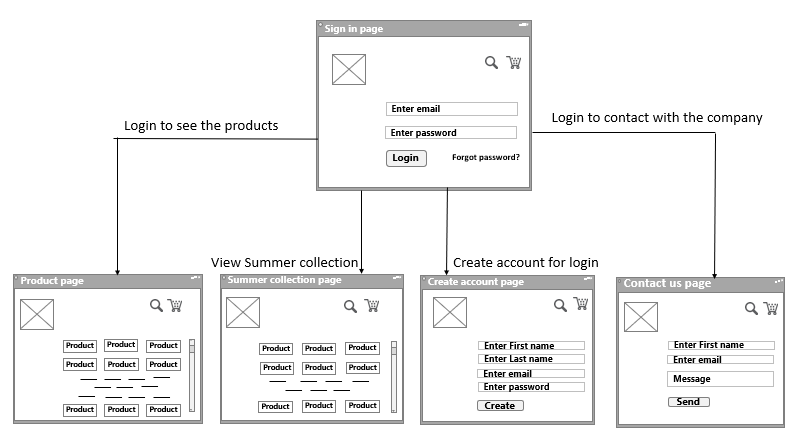 Sign in page
Enter email
Enter password
Login
Forgot password?
Login to see the products
Login to contact with the company
View Summer collection
Create account for login
Product page
Product Product Product
Product Product Product
Product Product Product
Summer collection page
Product Product Product
Product Product Product
Product Product Product
Create account page
Enter First name
Enter Last name
Enter email
Enter password
Create
Contact us page
Enter First name
Enter email
Message
Send